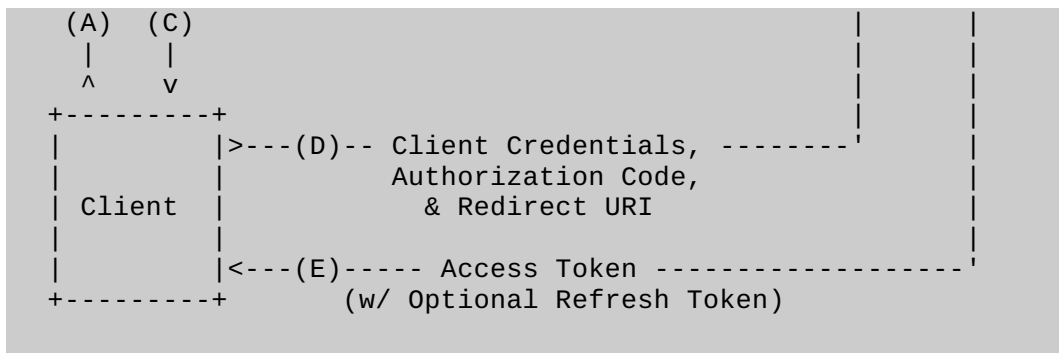 (A) (C) | |
| | | |
^ v | |
+---------+ | |
| |>---(D)-- Client Credentials, --------' |
| | Authorization Code, |
| Client | & Redirect URI |
| | |
| |<---(E)----- Access Token -------------------'
+---------+ (w/ Optional Refresh Token)